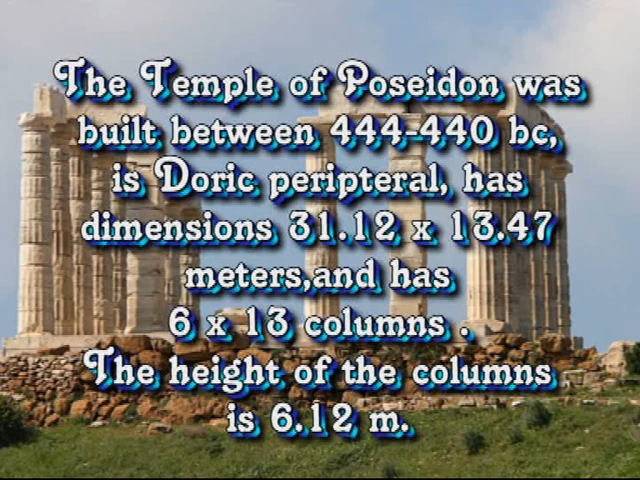 The Temple of Poseidon was
built between 444-440 bc,
is Doric peripteral, has
dimensions 31.12 x 13.47
meters,and has
6 x 13 columns .
The height of the columns
is 6.12 m.